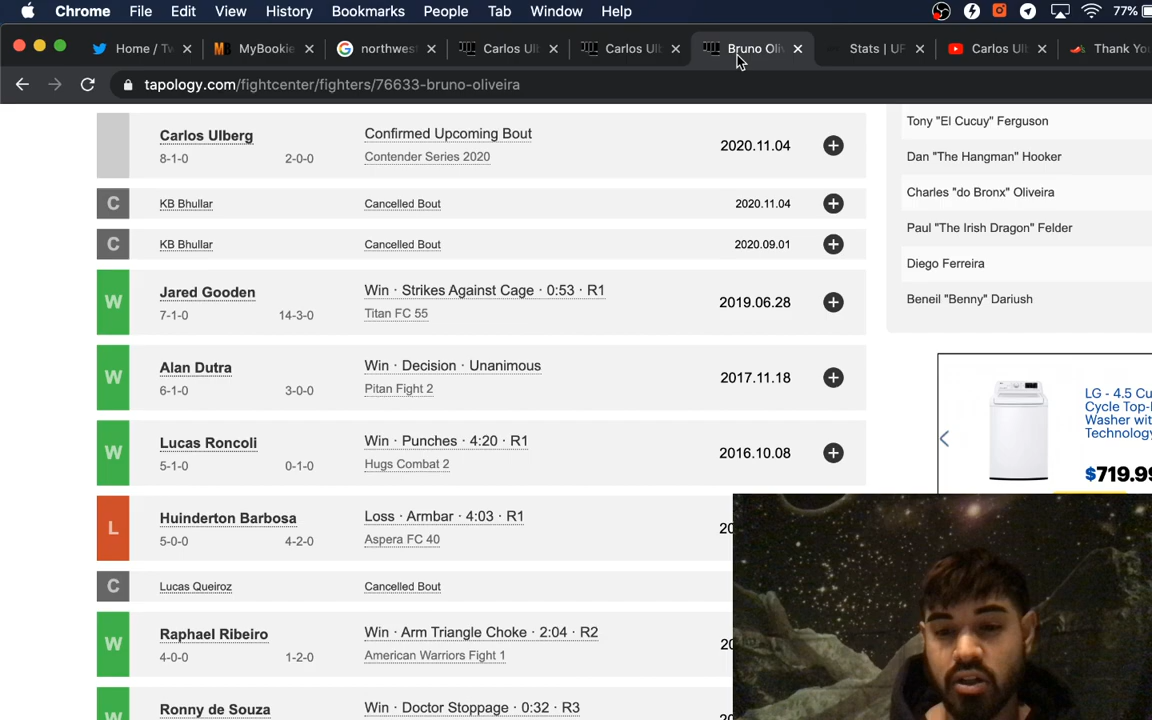 Chrome File Edit View History Bookmarks People Tab Window Help 77%
Home / Tw MyBookie northwes Carlos Ulb Carlos Ulb Bruno Oliv Stats | UF Carlos Ulb Thank You
tapology.com/fightcenter/fighters/76633-bruno-oliveira
Carlos Ulberg Confirmed Upcoming Bout 2020.11.04
8-1-0 2-0-0 Contender Series 2020
C KB Bhullar Cancelled Bout 2020.11.04
C KB Bhullar Cancelled Bout 2020.09.01
W Jared Gooden Win · Strikes Against Cage · 0:53 · R1 2019.06.28
7-1-0 14-3-0 Titan FC 55
W Alan Dutra Win · Decision · Unanimous 2017.11.18
6-1-0 3-0-0 Pitan Fight 2
W Lucas Roncoli Win · Punches · 4:20 · R1 2016.10.08
5-1-0 0-1-0 Hugs Combat 2
L Huinderton Barbosa Loss · Armbar · 4:03 · R1 20
5-0-0 4-2-0 Aspera FC 40
C Lucas Queiroz Cancelled Bout
W Raphael Ribeiro Win · Arm Triangle Choke · 2:04 · R2 20
4-0-0 1-2-0 American Warriors Fight 1
W Ronny de Souza Win · Doctor Stoppage · 0:32 · R3
Tony "El Cucuy" Ferguson
Dan "The Hangman" Hooker
Charles "do Bronx" Oliveira
Paul "The Irish Dragon" Felder
Diego Ferreira
Beneil "Benny" Dariush
LG - 4.5 Cu
Cycle Top-
Washer wit
Technology
$719.99